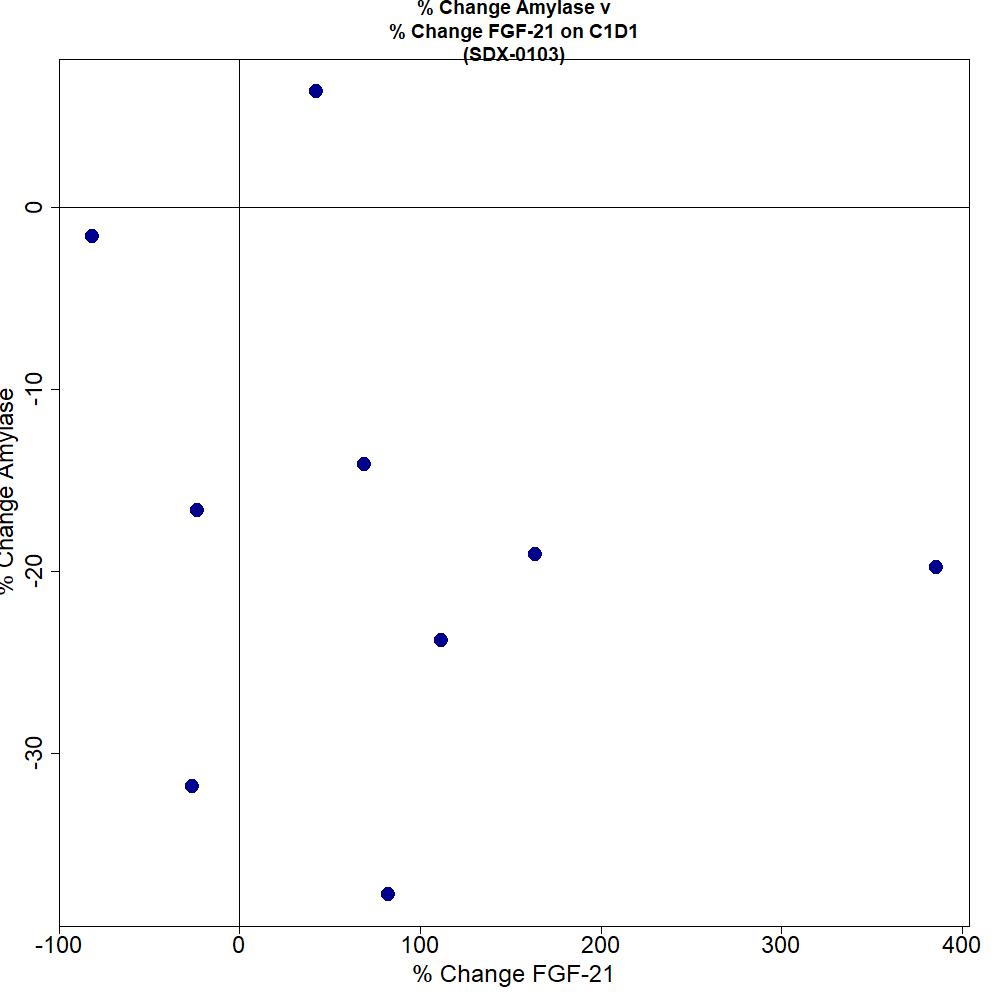 % Change Amylase v
% Change FGF-21 on C1D1
(SDX-0103)
% Change Amylase
0
-10
-20
-30
-100
0
100
200
300
400
% Change FGF-21